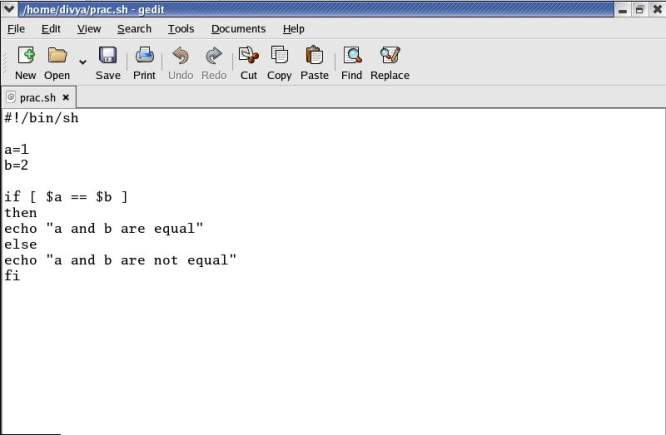 /home/divya/prac.sh - gedit
File Edit View Search Tools Documents Help
New Open Save Print Undo Redo Cut Copy Paste Find Replace
prac.sh
#!/bin/sh
a=1
b=2
if [ $a == $b ]
then
echo "a and b are equal"
else
echo "a and b are not equal"
fi